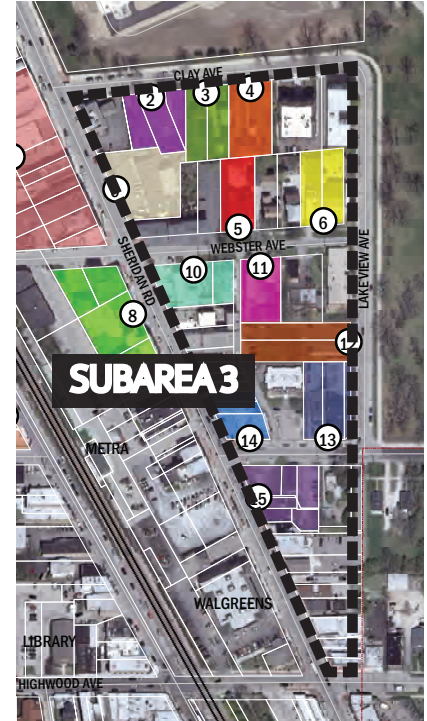 CLAY AVE
2
3
4
5
6
WEBSTER AVE
SHERIDAN RD
LAKEVIEW AVE
10
11
8
SUBAREA 3
14
13
METRA
15
WALGREENS
LIBRARY
HIGHWOOD AVE